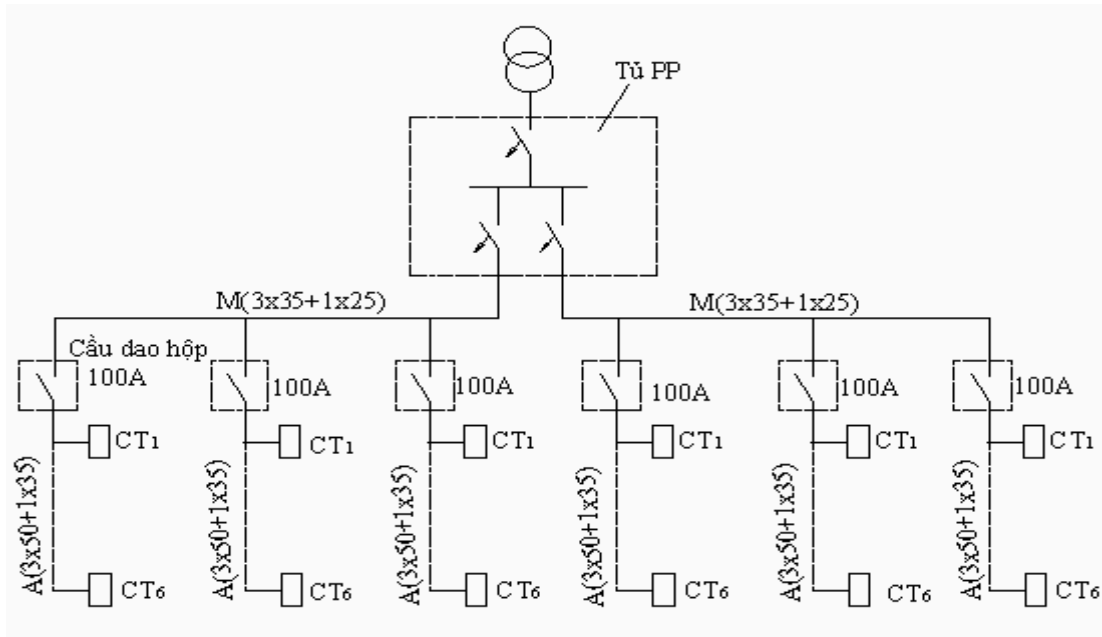 Tủ PP
M(3x35+1x25)
M(3x35+1x25)
Cầu dao hộp
100A
100A
100A
100A
100A
100A
CT1
CT1
CT1
CT1
CT1
CT1
A(3x50+1x35)
A(3x50+1x35)
A(3x50+1x35)
A(3x50+1x35)
A(3x50+1x35)
A(3x50+1x35)
CT6
CT6
CT6
CT6
CT6
CT6